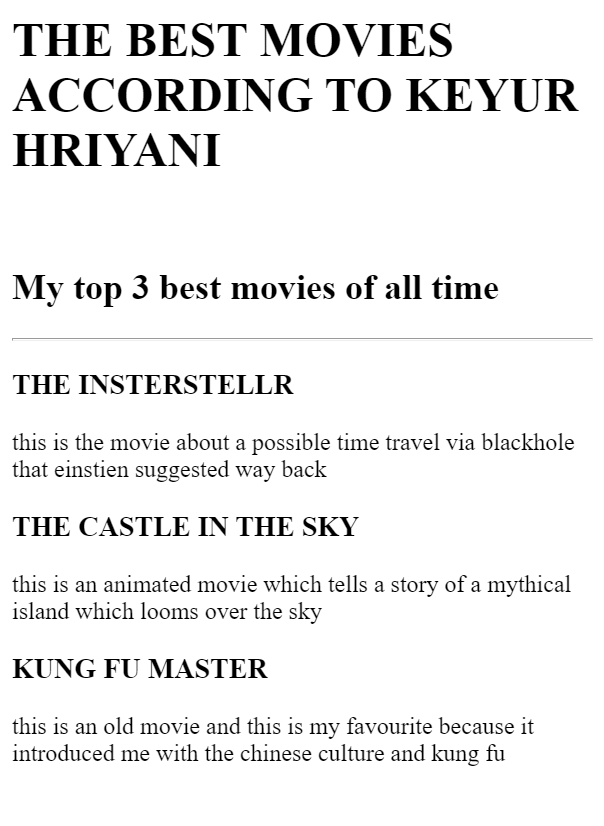 THE BEST MOVIES
ACCORDING TO KEYUR
HRIYANI
My top 3 best movies of all time
THE INSTERSTELLR
this is the movie about a possible time travel via blackhole
that einstien suggested way back
THE CASTLE IN THE SKY
this is an animated movie which tells a story of a mythical
island which looms over the sky
KUNG FU MASTER
this is an old movie and this is my favourite because it
introduced me with the chinese culture and kung fu